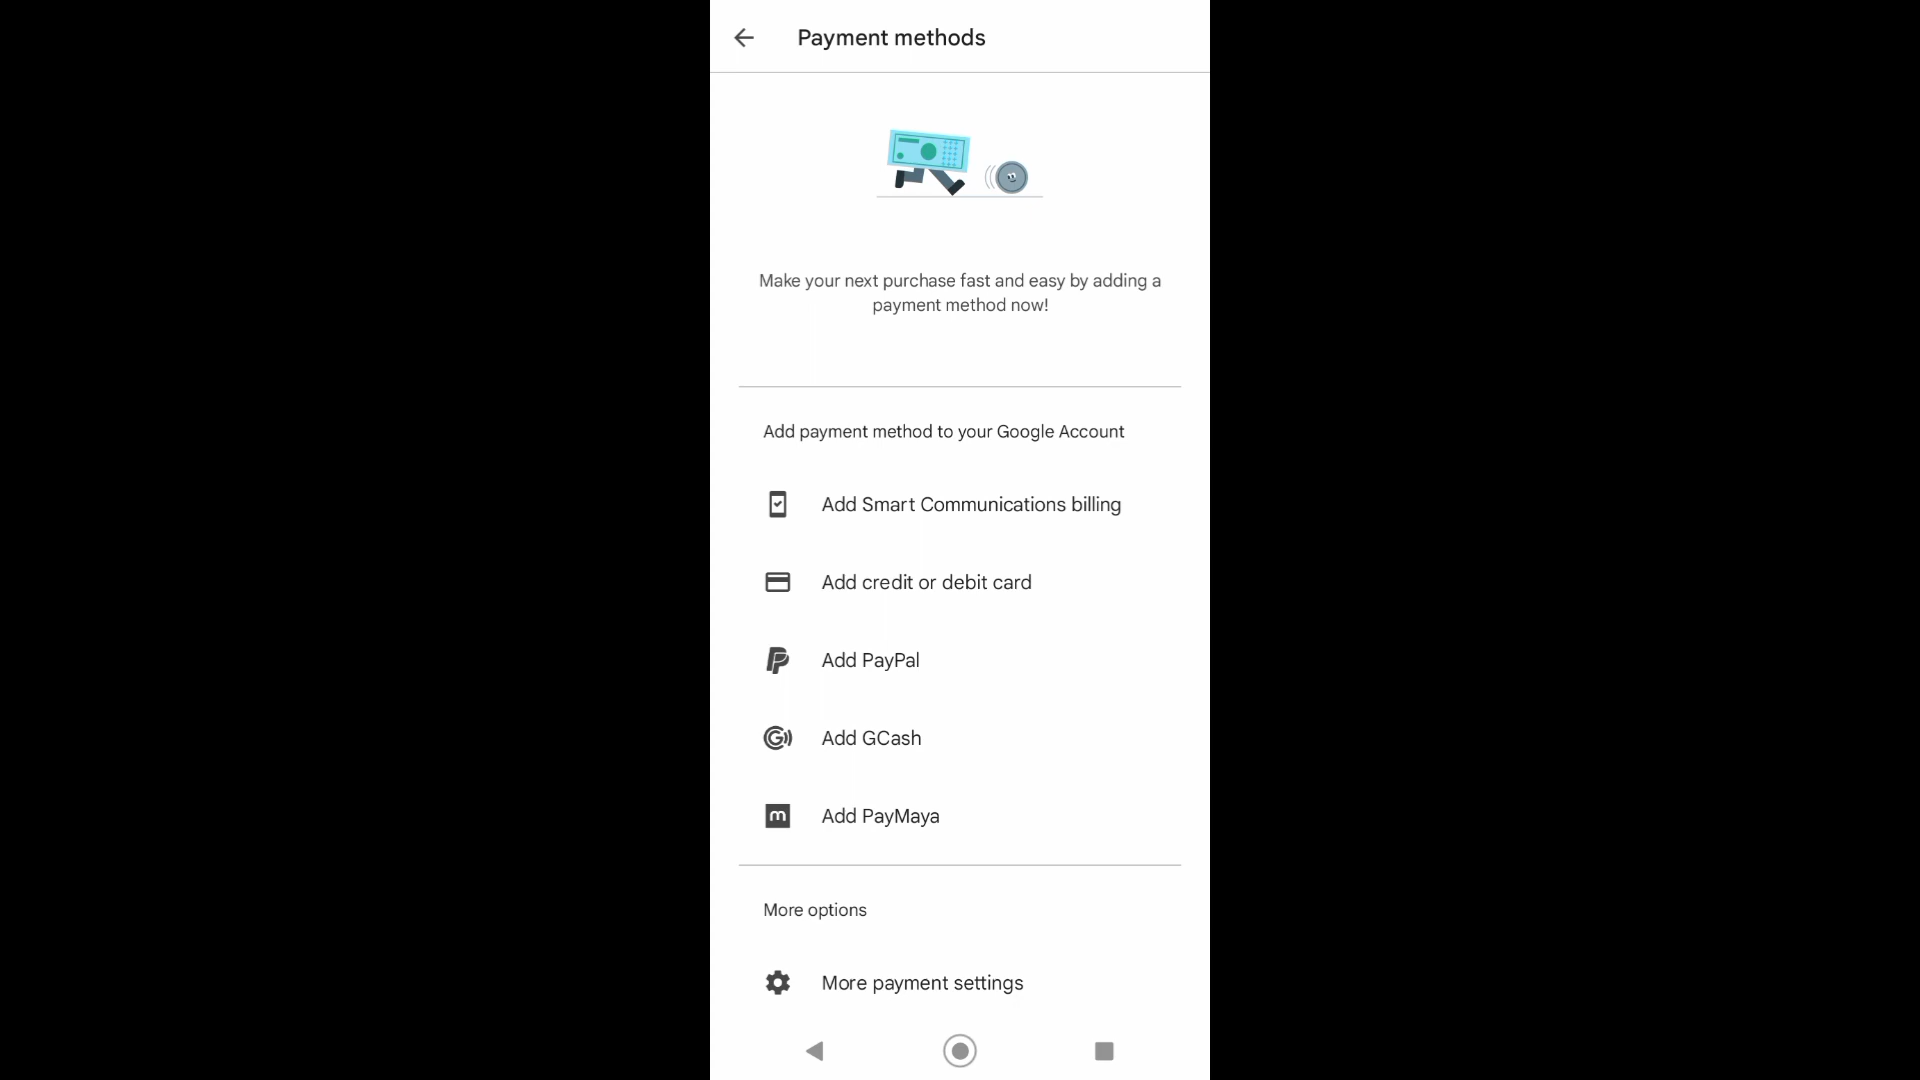 Payment methods
Make your next purchase fast and easy by adding a
payment method now!
Add payment method to your Google Account
Add Smart Communications billing
Add credit or debit card
Add PayPal
Add GCash
Add PayMaya
More options
More payment settings